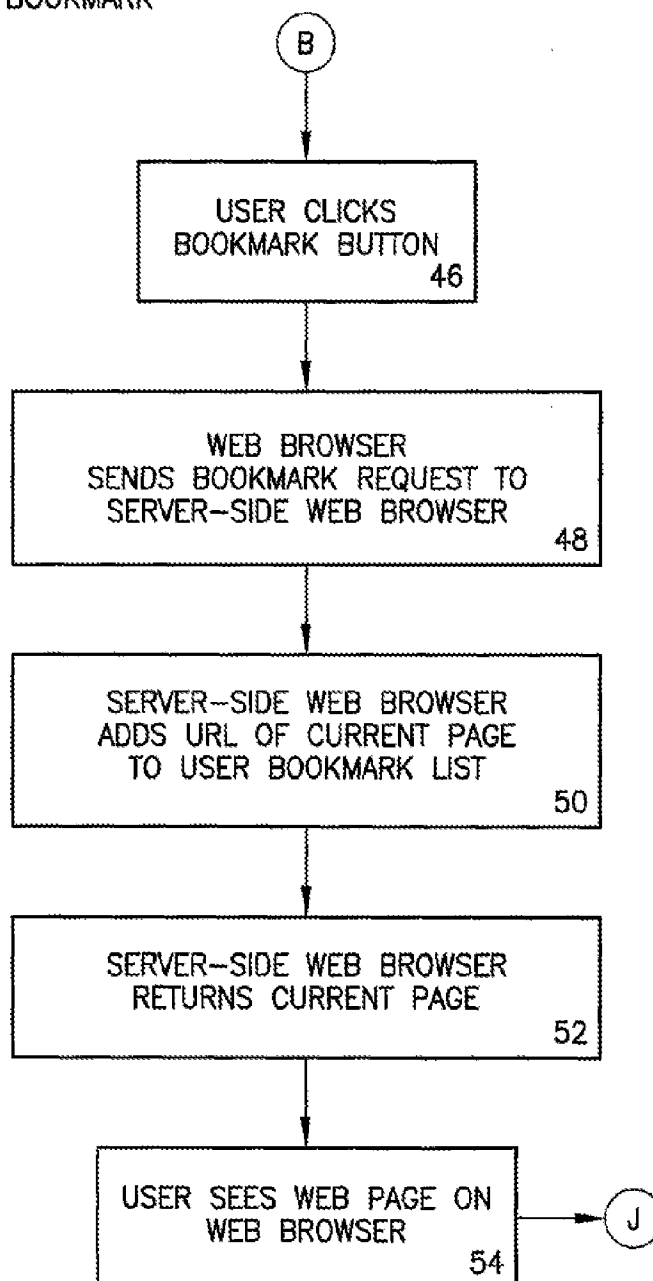 BOOKMARK
B
USER CLICKS
BOOKMARK BUTTON
46
WEB BROWSER
SENDS BOOKMARK REQUEST TO
SERVER-SIDE WEB BROWSER
48
SERVER-SIDE WEB BROWSER
ADDS URL OF CURRENT PAGE
TO USER BOOKMARK LIST
50
SERVER-SIDE WEB BROWSER
RETURNS CURRENT PAGE
52
USER SEES WEB PAGE ON
WEB BROWSER
54
J